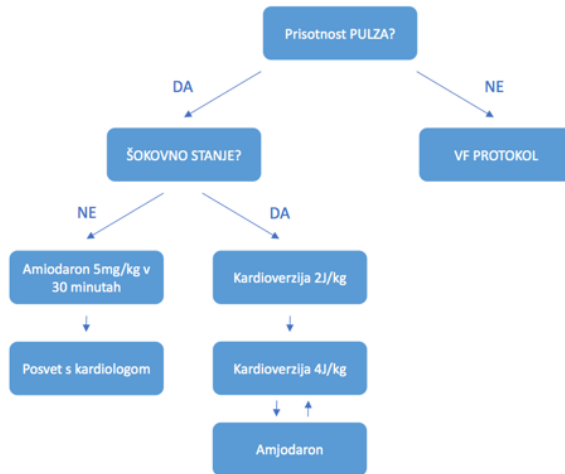 Prisotnost PULZA?
DA
NE
ŠOKOVNO STANJE?
VF PROTOKOL
NE
DA
Amiodaron 5mg/kg v
30 minutah
Kardioverzija 2J/kg
Posvet s kardiologom
Kardioverzija 4J/kg
Amjodaron